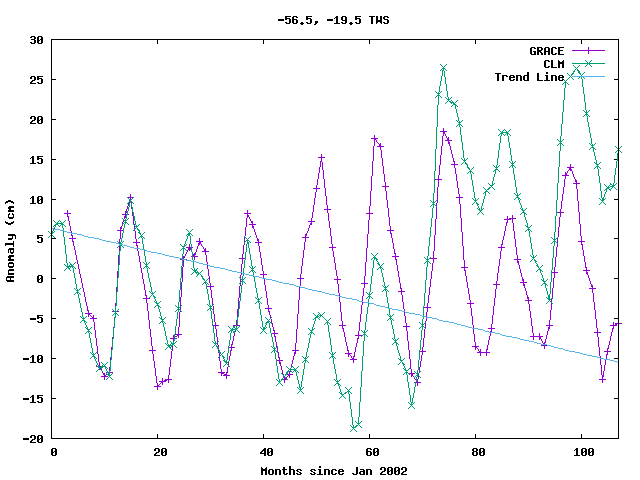 -56.5, -19.5 TWS
30
25
20
15
10
5
0
-5
-10
-15
-20
Anomaly (cm)
GRACE
CLM
Trend Line
0 20 40 60 80 100
Months since Jan 2002